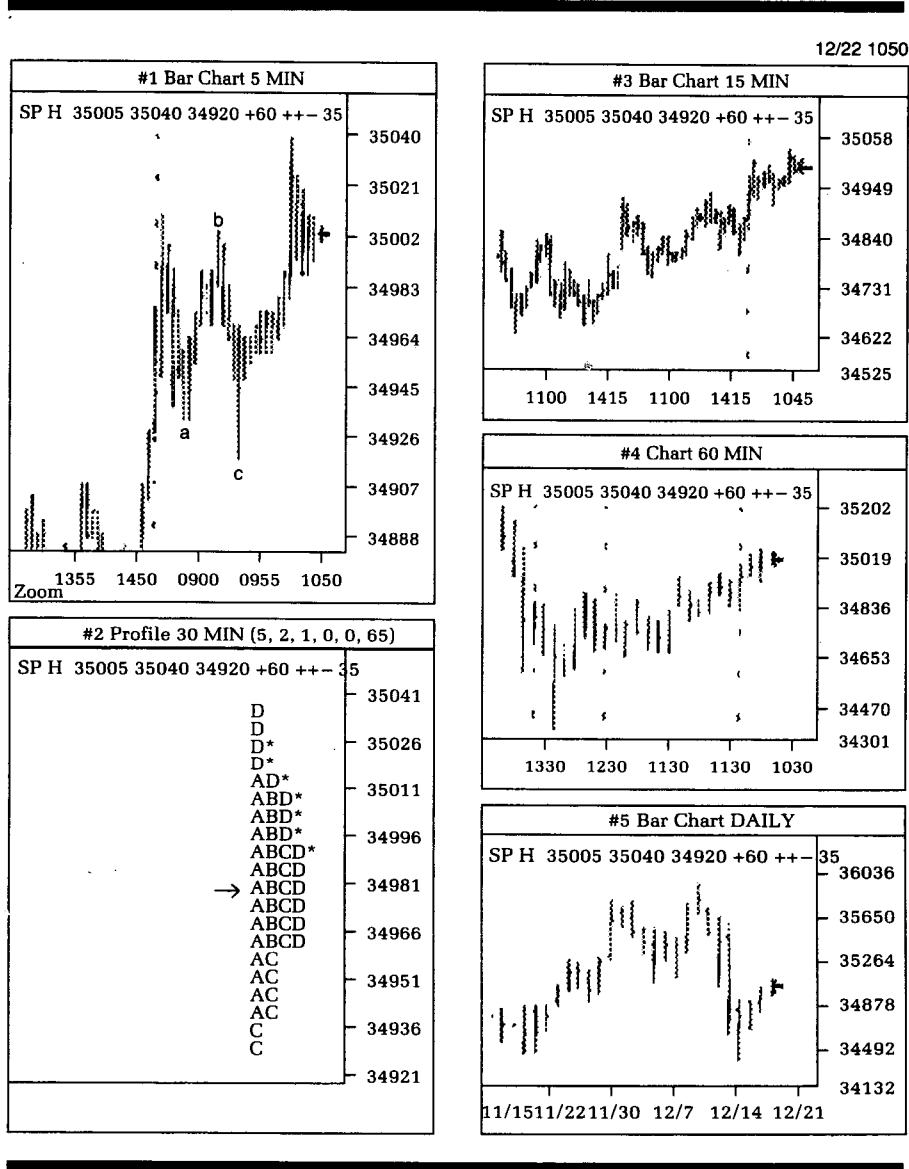 12/22 1050
#1 Bar Chart 5 MIN
SP H 35005 35040 34920 +60 ++− 35
35040
35021
35002
34983
34964
34945
34926
34907
34888
b
a
c
1355 1450 0900 0955 1050
Zoom
#2 Profile 30 MIN (5, 2, 1, 0, 0, 65)
SP H 35005 35040 34920 +60 ++− 35
35041
35026
35011
34996
34981
34966
34951
34936
34921
D
D
D*
D*
AD*
ABD*
ABD*
ABD*
ABCD*
ABCD
→ ABCD
ABCD
ABCD
ABCD
AC
AC
AC
AC
C
C
#3 Bar Chart 15 MIN
SP H 35005 35040 34920 +60 ++− 35
35058
34949
34840
34731
34622
34525
1100 1415 1100 1415 1045
#4 Chart 60 MIN
SP H 35005 35040 34920 +60 ++− 35
35202
35019
34836
34653
34470
34301
1330 1230 1130 1130 1030
#5 Bar Chart DAILY
SP H 35005 35040 34920 +60 ++− 35
36036
35650
35264
34878
34492
34132
11/15 11/22 11/30 12/7 12/14 12/21